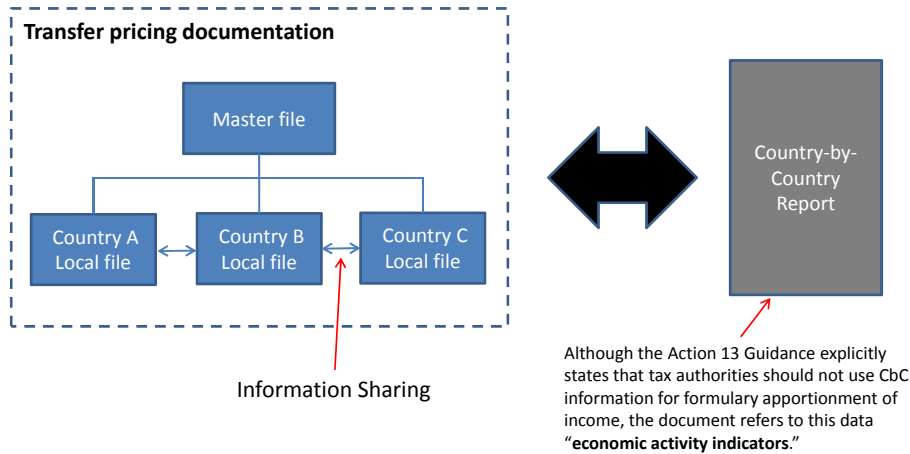 Transfer pricing documentation
Master file
Country A
Local file
Country B
Local file
Country C
Local file
Information Sharing
Country-by-
Country
Report
Although the Action 13 Guidance explicitly
states that tax authorities should not use CbC
information for formulary apportionment of
income, the document refers to this data
“economic activity indicators.”